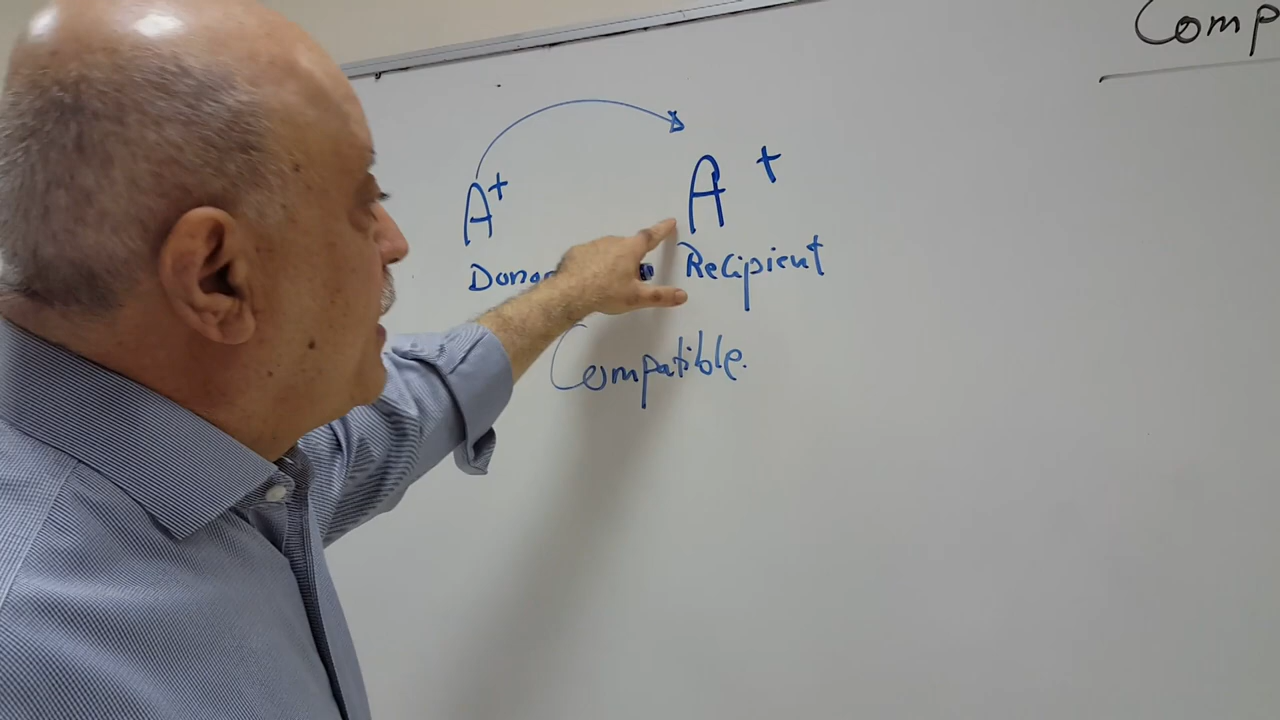 Comp
A+ A +
Recipient
Compatible.